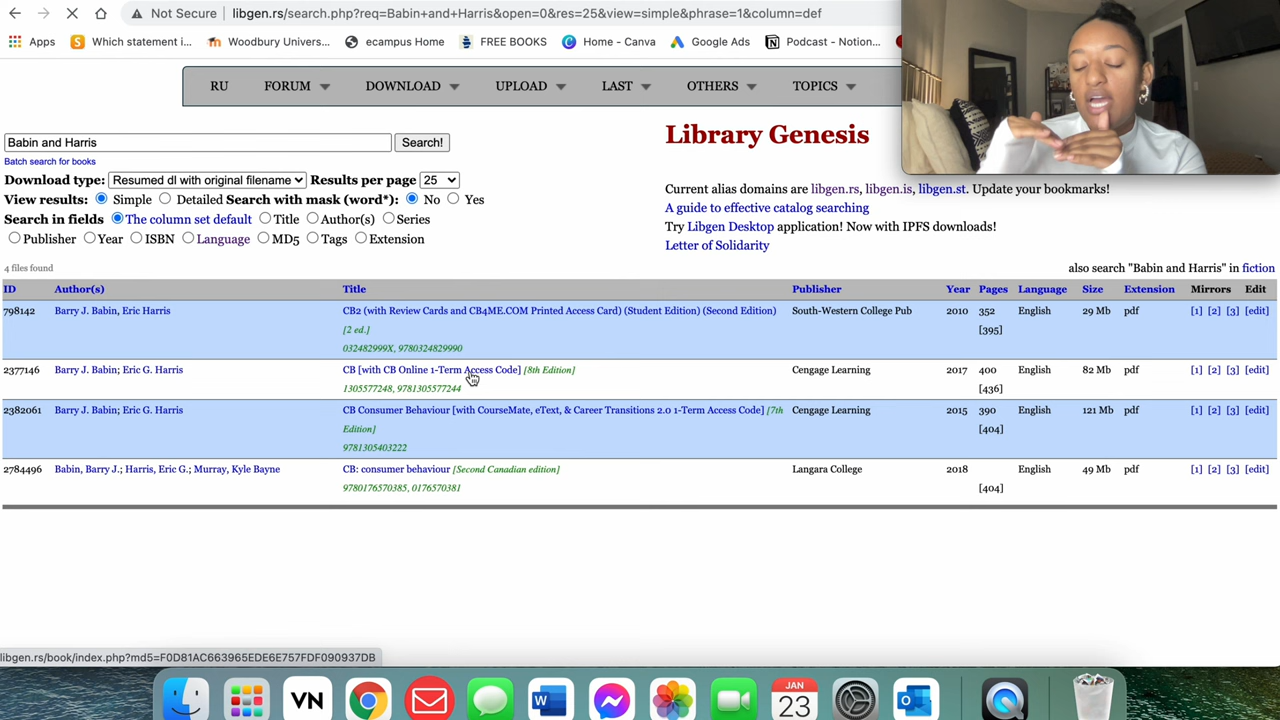 Not Secure | libgen.rs/search.php?req=Babin+and+Harris&open=0&res=25&view=simple&phrase=1&column=def
Apps Which statement i... Woodbury Univers... ecampus Home FREE BOOKS Home - Canva Google Ads Podcast - Notion...
RU FORUM DOWNLOAD UPLOAD LAST OTHERS TOPICS
Babin and Harris Search!
Batch search for books
Download type: Resumed dl with original filename Results per page 25
View results: Simple Detailed Search with mask (word*): No Yes
Search in fields The column set default Title Author(s) Series
Publisher Year ISBN Language MD5 Tags Extension
Library Genesis
Current alias domains are libgen.rs, libgen.is, libgen.st. Update your bookmarks!
A guide to effective catalog searching
Try Libgen Desktop application! Now with IPFS downloads!
Letter of Solidarity
4 files found also search "Babin and Harris" in fiction
ID Author(s) Title Publisher Year Pages Language Size Extension Mirrors Edit
798142 Barry J. Babin, Eric Harris CB2 (with Review Cards and CB4ME.COM Printed Access Card) (Student Edition) (Second Edition) South-Western College Pub 2010 352 English 29 Mb pdf [1] [2] [3] [edit]
[2 ed.] [395]
032482999X, 9780324829990
2377146 Barry J. Babin; Eric G. Harris CB [with CB Online 1-Term Access Code] [8th Edition] Cengage Learning 2017 400 English 82 Mb pdf [1] [2] [3] [edit]
1305577248, 9781305577244 [436]
2382061 Barry J. Babin; Eric G. Harris CB Consumer Behaviour [with CourseMate, eText, & Career Transitions 2.0 1-Term Access Code] [7th Cengage Learning 2015 390 English 121 Mb pdf [1] [2] [3] [edit]
Edition] [404]
9781305403222
2784496 Babin, Barry J.; Harris, Eric G.; Murray, Kyle Bayne CB: consumer behaviour [Second Canadian edition] Langara College 2018 English 49 Mb pdf [1] [2] [3] [edit]
9780176570385, 0176570381 [404]
libgen.rs/book/index.php?md5=F0D81AC663965EDE6E757FDF090937DB
VN W JAN
23